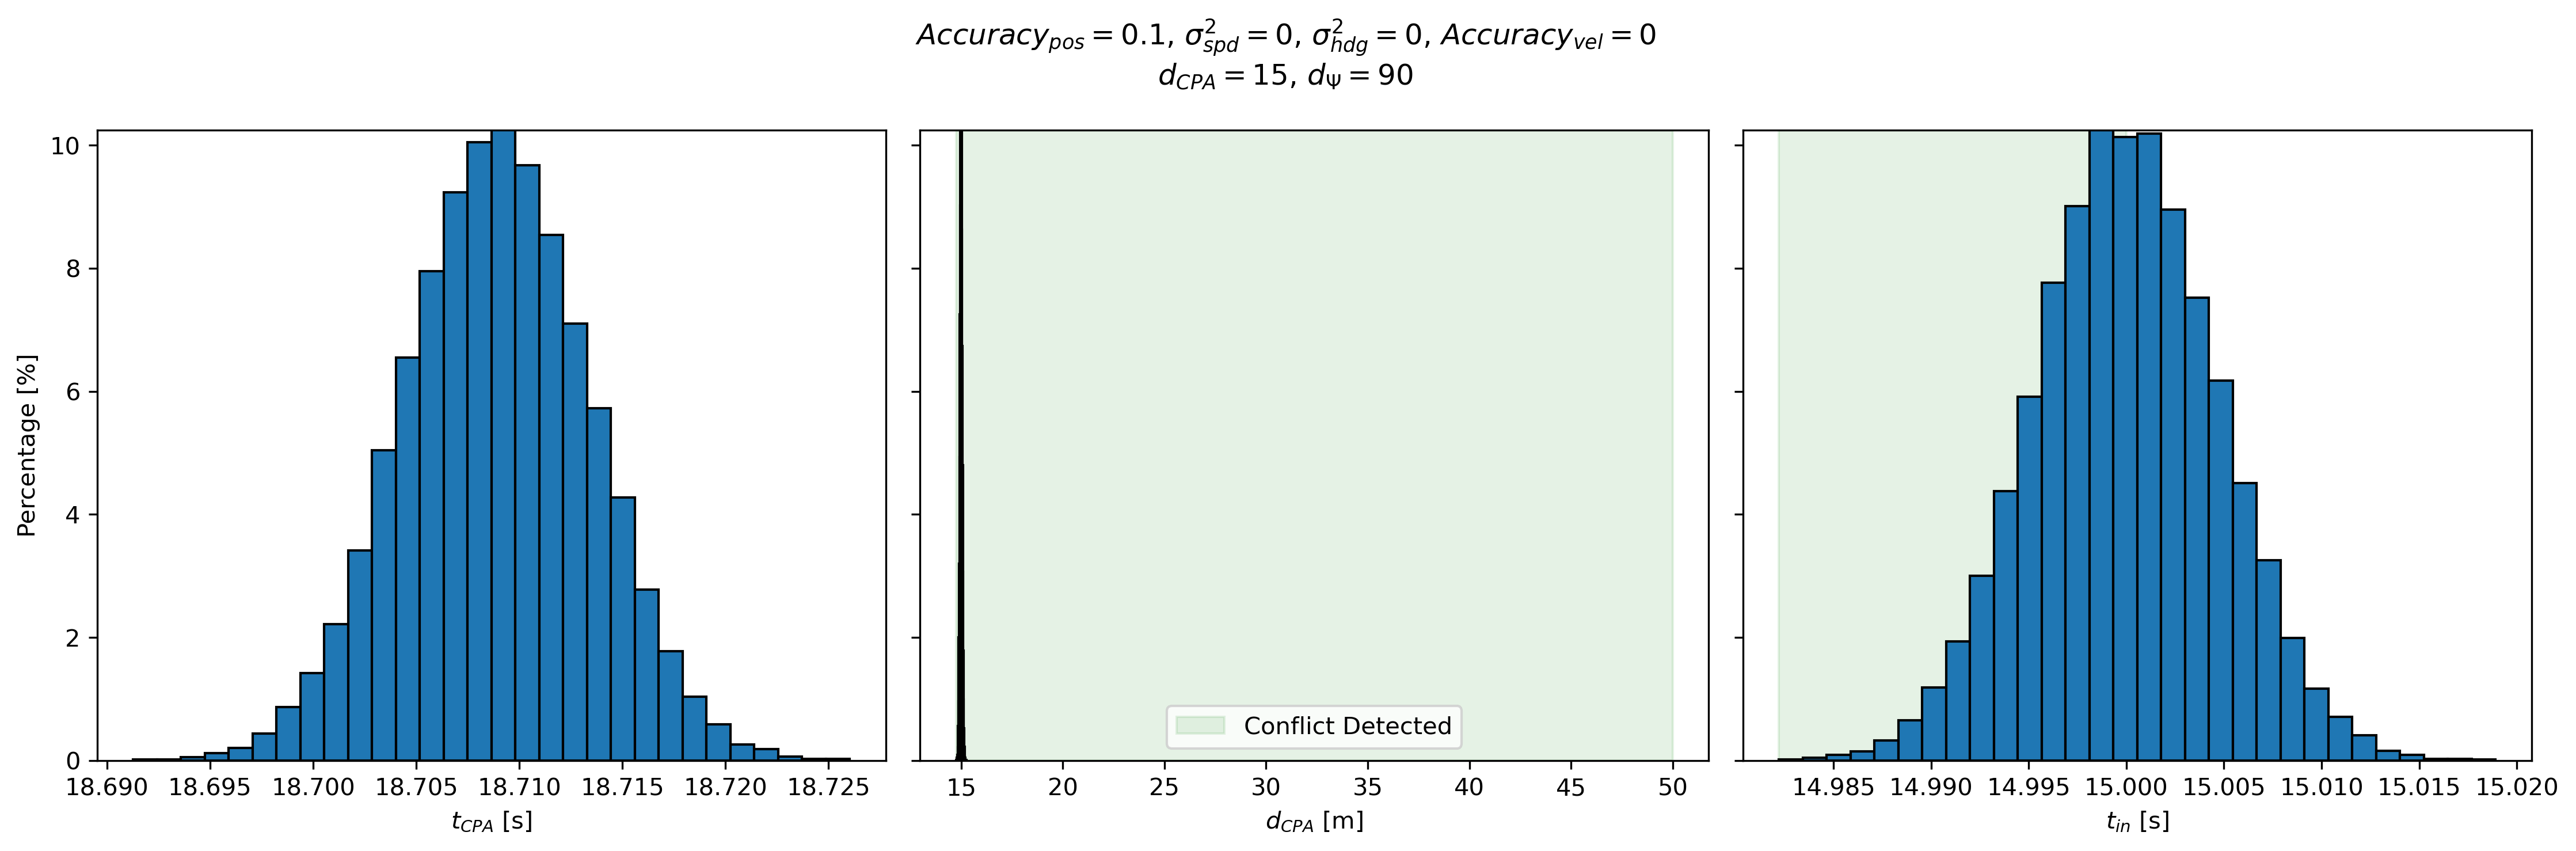 Accuracy_pos = 0.1, σ²_spd = 0, σ²_hdg = 0, Accuracy_vel = 0
d_CPA = 15, d_Ψ = 90
Percentage [%]
10
8
6
4
2
0
18.690 18.695 18.700 18.705 18.710 18.715 18.720 18.725
t_CPA [s]
Conflict Detected
15 20 25 30 35 40 45 50
d_CPA [m]
14.985 14.990 14.995 15.000 15.005 15.010 15.015 15.020
t_in [s]